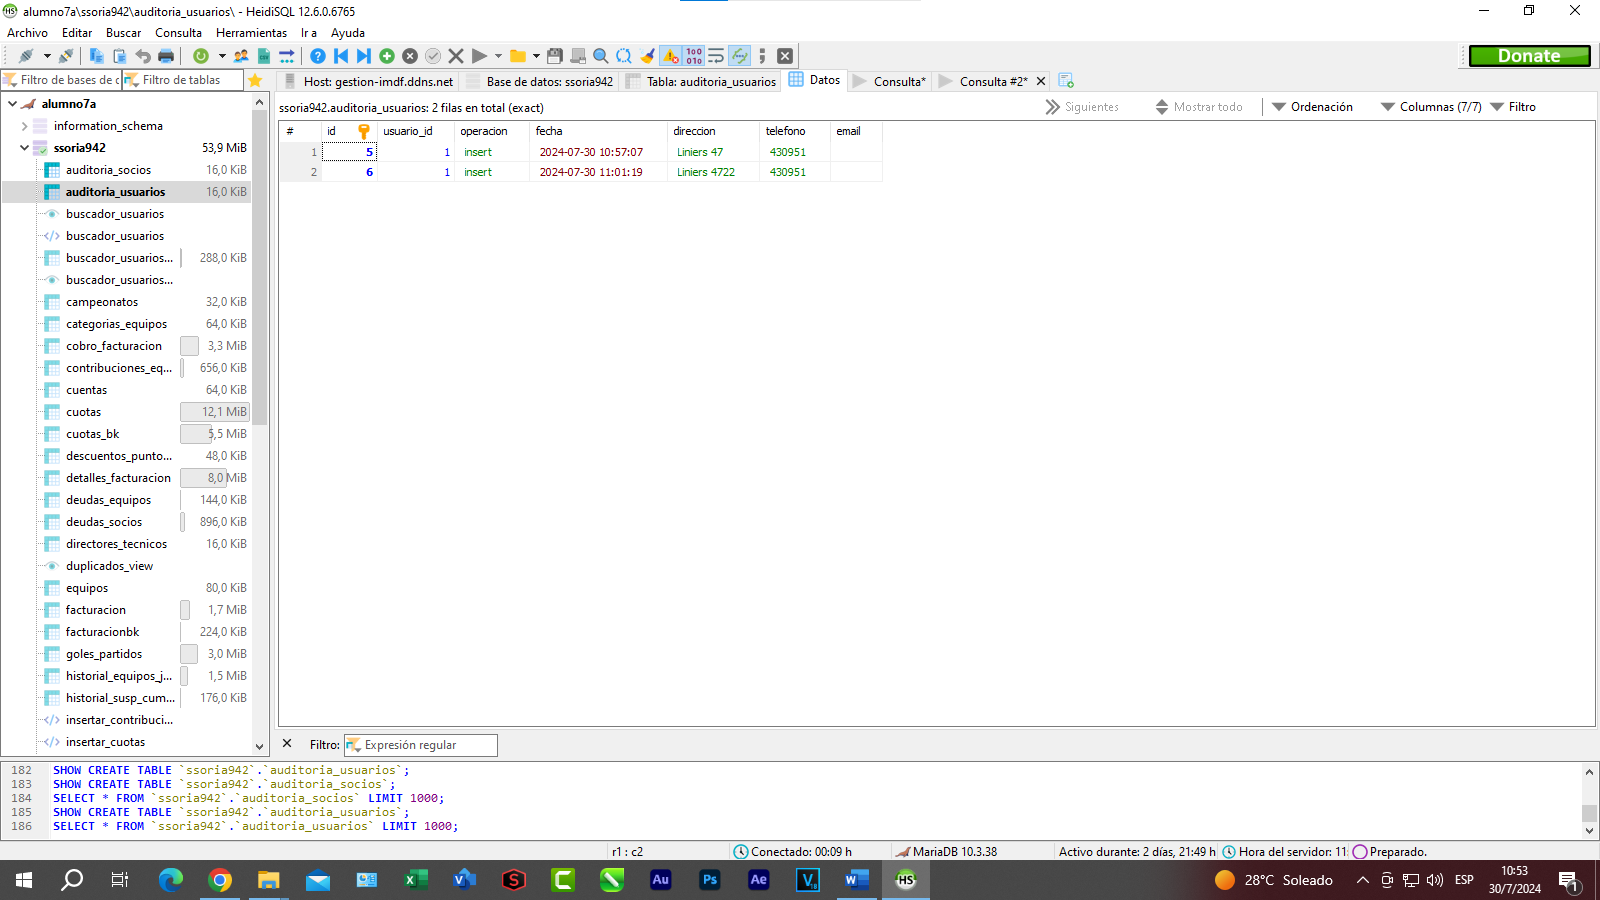 alumno7a\ssoria942\auditoria_usuarios\ - HeidiSQL 12.6.0.6765
Archivo Editar Buscar Consulta Herramientas Ir a Ayuda
Donate
Filtro de bases de d Filtro de tablas
Host: gestion-imdf.ddns.net Base de datos: ssoria942 Tabla: auditoria_usuarios Datos Consulta* Consulta #2*
ssoria942.auditoria_usuarios: 2 filas en total (exact) Siguientes Mostrar todo Ordenación Columnas (7/7) Filtro
# id usuario_id operacion fecha direccion telefono email
1 5 1 insert 2024-07-30 10:57:07 Liniers 47 430951
2 6 1 insert 2024-07-30 11:01:19 Liniers 4722 430951
alumno7a
information_schema
ssoria942 53,9 MiB
auditoria_socios 16,0 KiB
auditoria_usuarios 16,0 KiB
buscador_usuarios
buscador_usuarios
buscador_usuarios... 288,0 KiB
buscador_usuarios...
campeonatos 32,0 KiB
categorias_equipos 64,0 KiB
cobro_facturacion 3,3 MiB
contribuciones_eq... 656,0 KiB
cuentas 64,0 KiB
cuotas 12,1 MiB
cuotas_bk 5,5 MiB
descuentos_punto... 48,0 KiB
detalles_facturacion 8,0 MiB
deudas_equipos 144,0 KiB
deudas_socios 896,0 KiB
directores_tecnicos 16,0 KiB
duplicados_view
equipos 80,0 KiB
facturacion 1,7 MiB
facturacionbk 224,0 KiB
goles_partidos 3,0 MiB
historial_equipos_j... 1,5 MiB
historial_susp_cum... 176,0 KiB
insertar_contribuci...
insertar_cuotas
Filtro: Expresión regular
182 SHOW CREATE TABLE `ssoria942`.`auditoria_usuarios`;
183 SHOW CREATE TABLE `ssoria942`.`auditoria_socios`;
184 SELECT * FROM `ssoria942`.`auditoria_socios` LIMIT 1000;
185 SHOW CREATE TABLE `ssoria942`.`auditoria_usuarios`;
186 SELECT * FROM `ssoria942`.`auditoria_usuarios` LIMIT 1000;
r1 : c2 Conectado: 00:09 h MariaDB 10.3.38 Activo durante: 2 días, 21:49 h Hora del servidor: 11: Preparado.
28°C Soleado ESP 10:53
30/7/2024 1